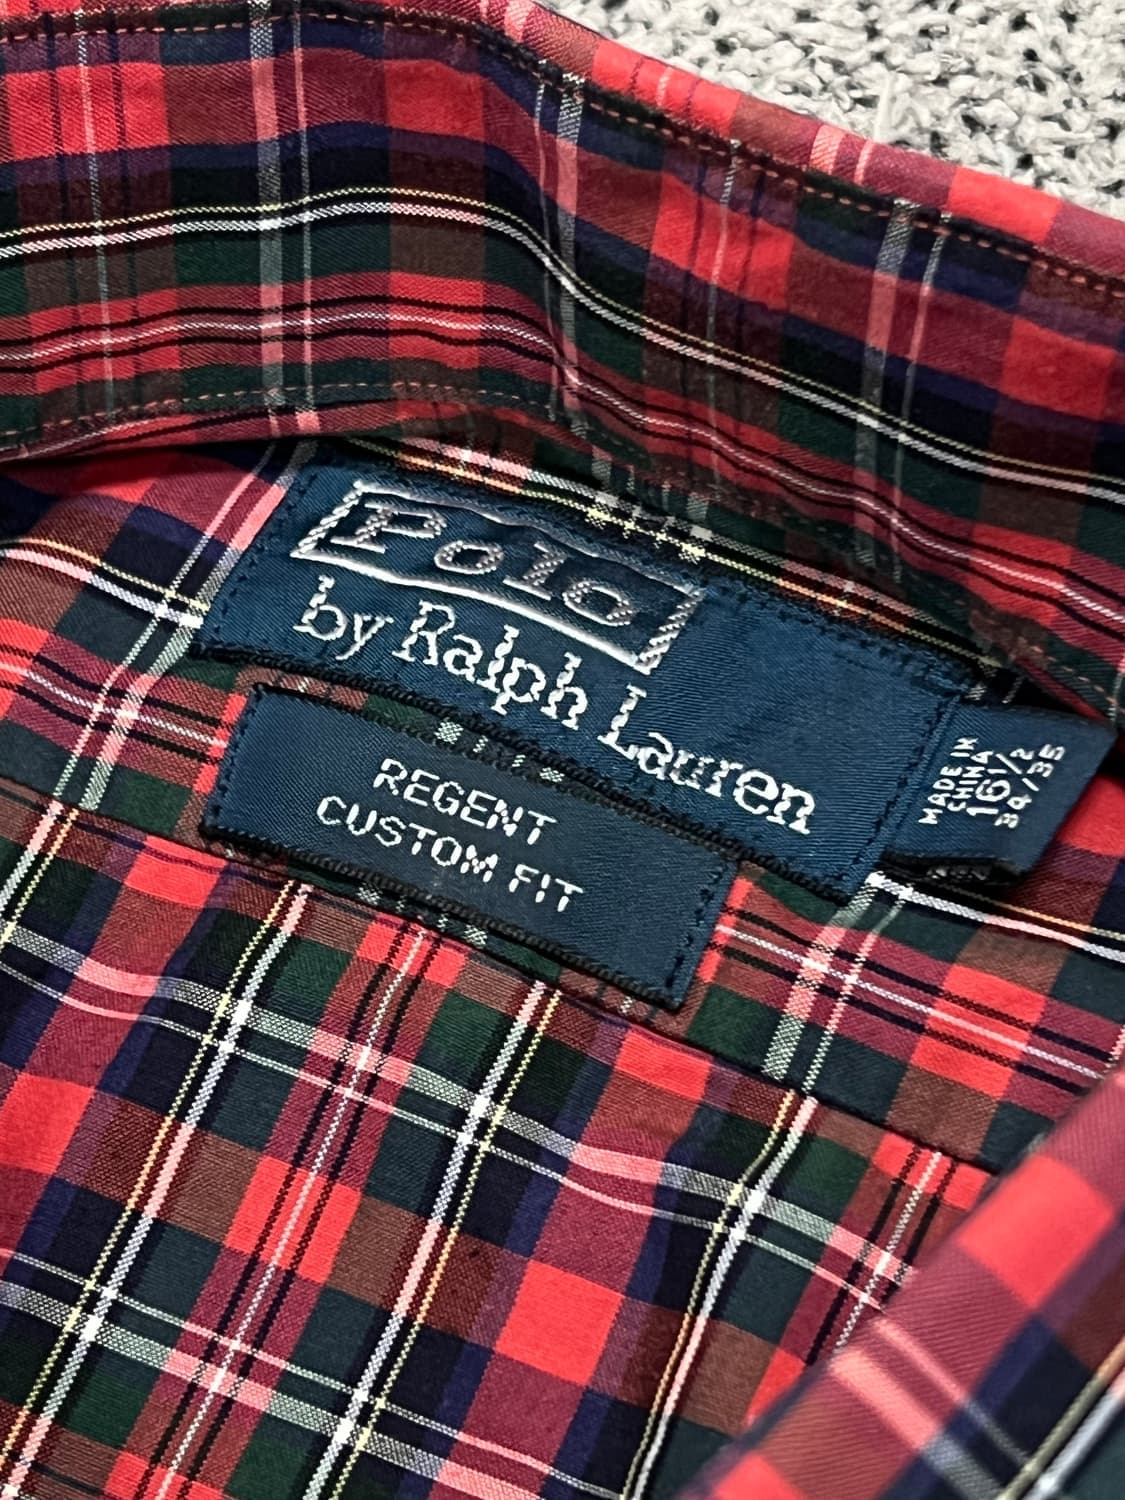 Polo
by Ralph Lauren
REGENT
CUSTOM FIT
MADE IN
CHINA
16 1/2
34/35